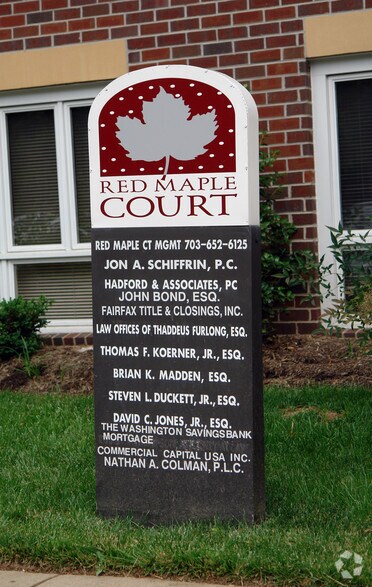 RED MAPLE
COURT
RED MAPLE CT MGMT 703-652-6125
JON A. SCHIFFRIN, P.C.
HADFORD & ASSOCIATES, PC
JOHN BOND, ESQ.
FAIRFAX TITLE & CLOSINGS, INC.
LAW OFFICES OF THADDEUS FURLONG, ESQ.
THOMAS F. KOERNER, JR., ESQ.
BRIAN K. MADDEN, ESQ.
STEVEN L. DUCKETT, JR., ESQ.
DAVID C. JONES, JR., ESQ.
THE WASHINGTON SAVINGS BANK
MORTGAGE
COMMERCIAL CAPITAL USA INC.
NATHAN A. COLMAN, P.L.C.